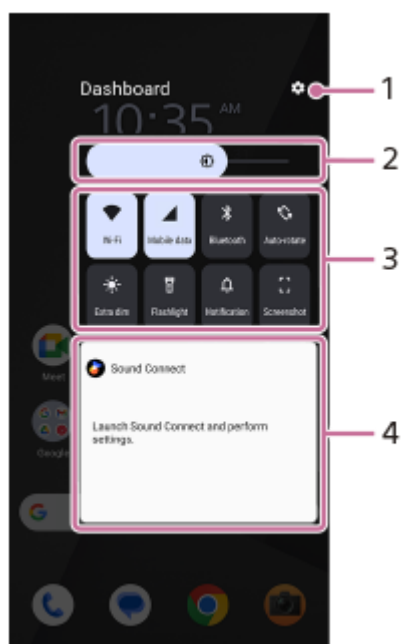 Dashboard
1
10:35 AM
2
Wi-Fi
Mobile data
Bluetooth
Auto-rotate
3
Extra dim
Flashlight
Notification
Screenshot
Sound Connect
Meet
Launch Sound Connect and perform
settings.
4
Google
G